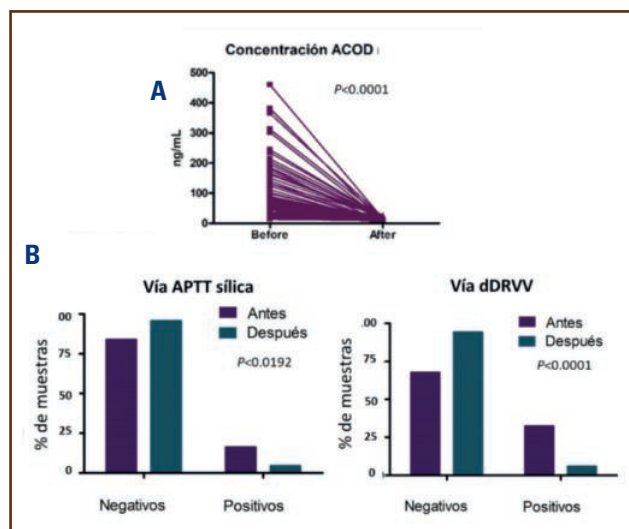 Concentración ACOD
A
P<0.0001
500
400
300
200
100
0
ng/mL
Before
After
B
Vía APTT sílica
00
75
25
0
% de muestras
Antes
Después
P<0.0192
Negativos
Positivos
Vía dDRVV
.00
75
25
0
% de muestras
Antes
Después
P<0.0001
Negativos
Positivos